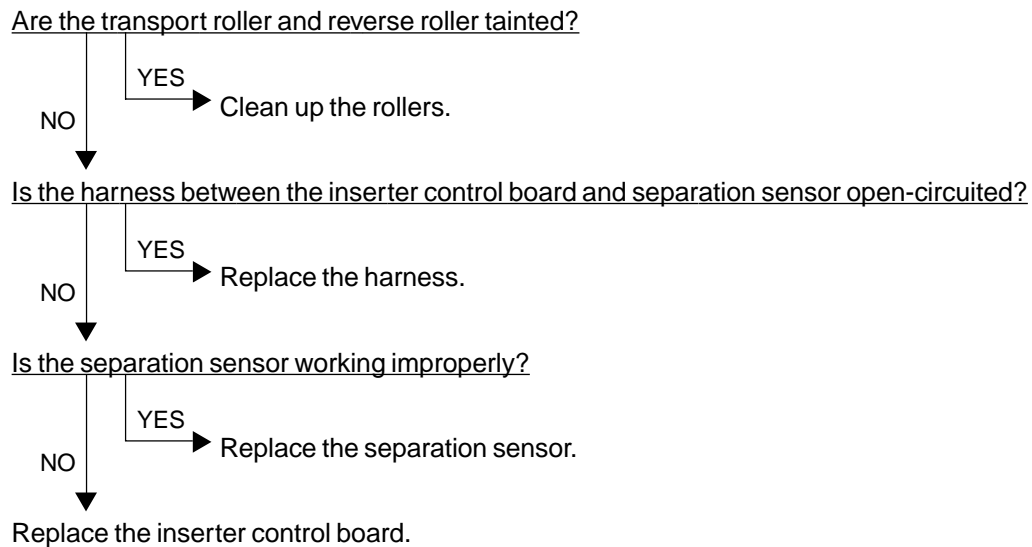 Are the transport roller and reverse roller tainted?
YES
Clean up the rollers.
NO
Is the harness between the inserter control board and separation sensor open-circuited?
YES
Replace the harness.
NO
Is the separation sensor working improperly?
YES
Replace the separation sensor.
NO
Replace the inserter control board.